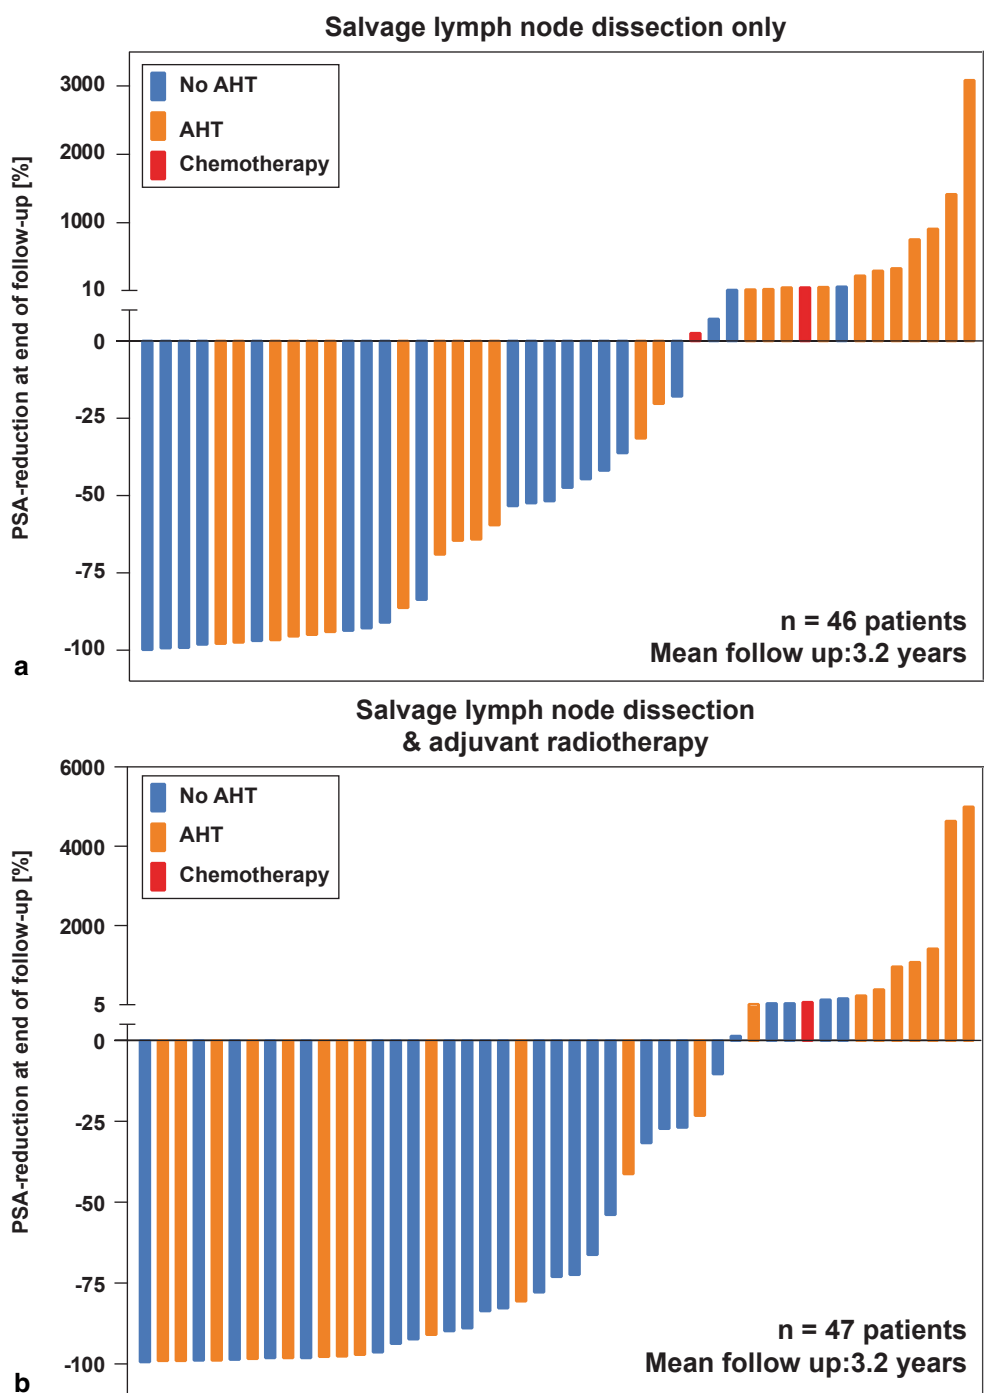 Salvage lymph node dissection only
PSA-reduction at end of follow-up [%]
3000
2000
1000
10
0
-25
-50
-75
-100
No AHT
AHT
Chemotherapy
n = 46 patients
Mean follow up:3.2 years
a
Salvage lymph node dissection
& adjuvant radiotherapy
PSA-reduction at end of follow-up [%]
6000
4000
2000
5
0
-25
-50
-75
-100
No AHT
AHT
Chemotherapy
n = 47 patients
Mean follow up:3.2 years
b